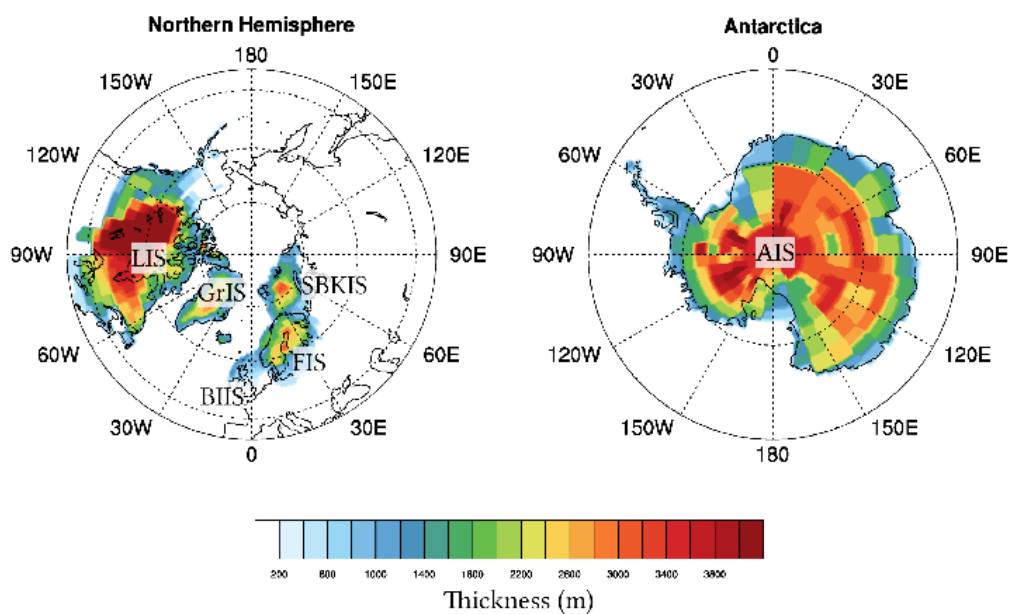 Northern Hemisphere
180
150W
150E
120W
120E
90W
90E
60W
60E
30W
30E
0
LIS
GrIS
SBKIS
FIS
BIIS
Antarctica
0
30W
30E
60W
60E
90W
90E
120E
150W
150E
180
AIS
200 600 1000 1400 1800 2200 2600 3000 3400 3800
Thickness (m)